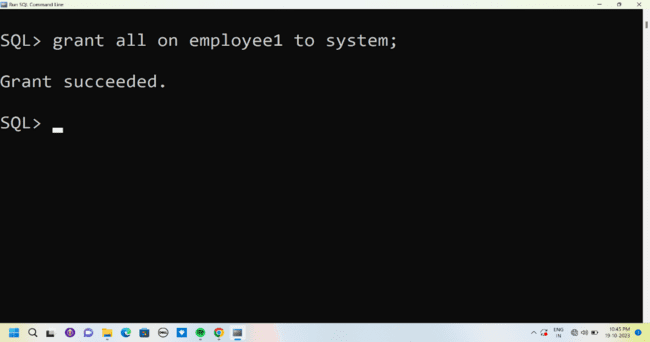 Run SQL Command Line
SQL> grant all on employee1 to system;
Grant succeeded.
SQL>
ENG
IN
10:45 PM
19-10-2023